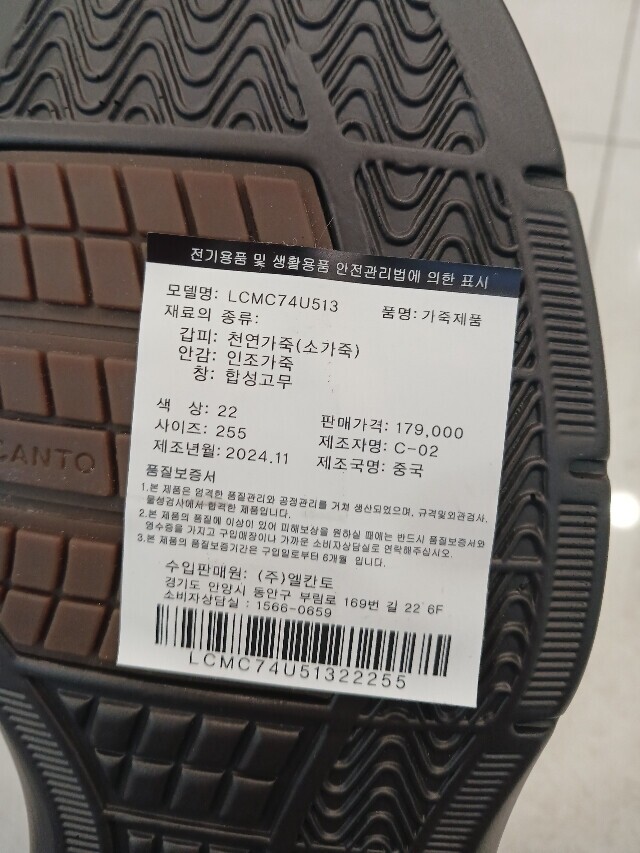 전기용품 및 생활용품 안전관리법에 의한 표시
모델명: LCMC74U513 품명: 가죽제품
재료의 종류:
갑피: 천연가죽(소가죽)
안감: 인조가죽
창: 합성고무
색 상: 22 판매가격: 179,000
사이즈: 255 제조자명: C-02
제조년월: 2024.11 제조국명: 중국
품질보증서
1.본 제품은 엄격한 품질관리와 공정관리를 거쳐 생산되었으며, 규격및외관검사,
물성검사에서 합격한 제품입니다.
2.본 제품의 품질에 이상이 있어 피해보상을 원하실 때에는 반드시 품질보증서와
영수증을 가지고 구입매장이나 가까운 소비자상담실로 연락해주십시오.
3.본 제품의 품질보증기간은 구입일로부터 6개월 입니다.
수입판매원: (주)엘칸토
경기도 안양시 동안구 부림로 169번 길 22 6F
소비자상담실 : 1566-0659
LCMC74U51322255
CANTO